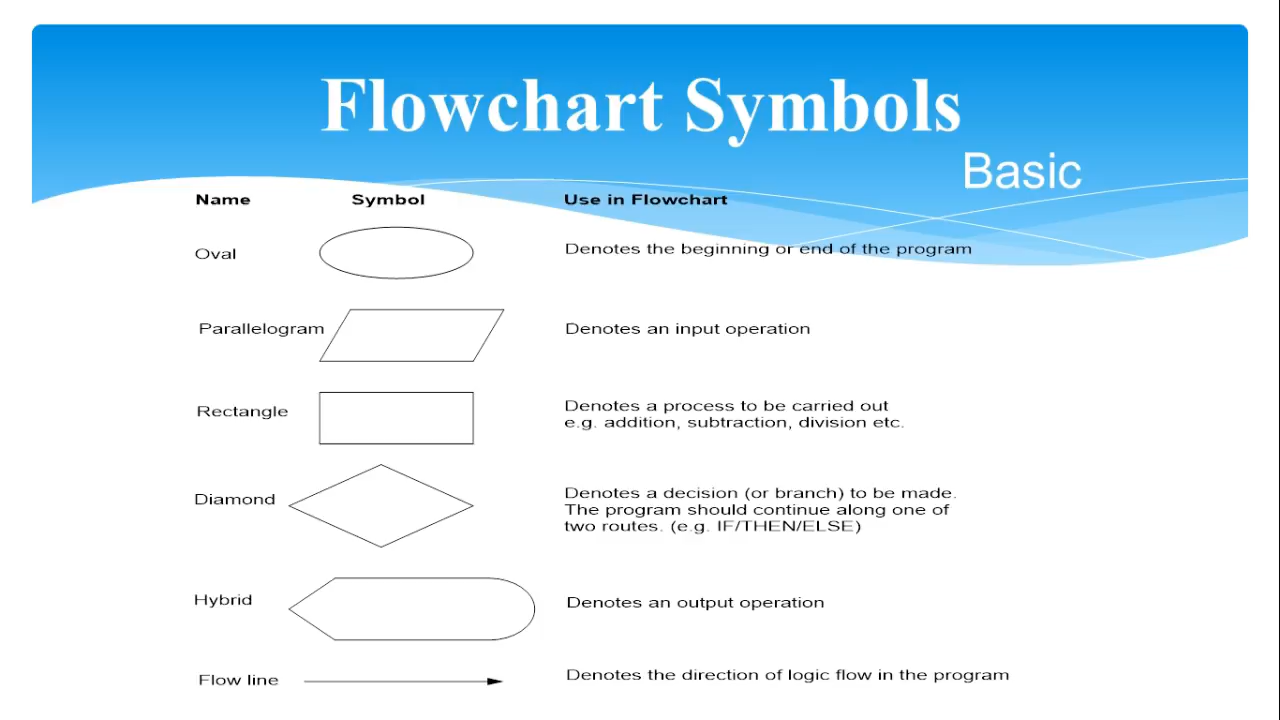 Flowchart Symbols
Basic
Name Symbol Use in Flowchart
Oval Denotes the beginning or end of the program
Parallelogram Denotes an input operation
Rectangle Denotes a process to be carried out
e.g. addition, subtraction, division etc.
Diamond Denotes a decision (or branch) to be made.
The program should continue along one of
two routes. (e.g. IF/THEN/ELSE)
Hybrid Denotes an output operation
Flow line Denotes the direction of logic flow in the program